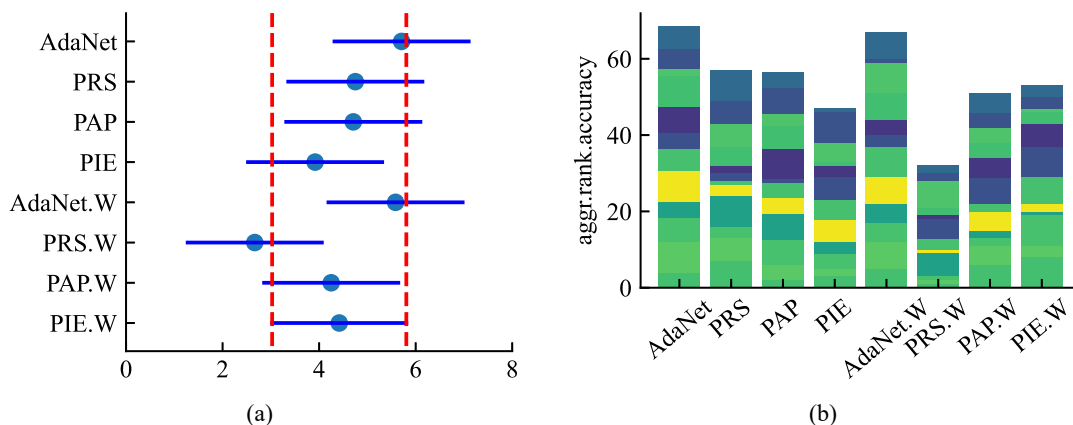 AdaNet
PRS
PAP
PIE
AdaNet.W
PRS.W
PAP.W
PIE.W
0 2 4 6 8
(a)
aggr.rank.accuracy
60
40
20
0
AdaNet PRS PAP PIE AdaNet.W PRS.W PAP.W PIE.W
(b)